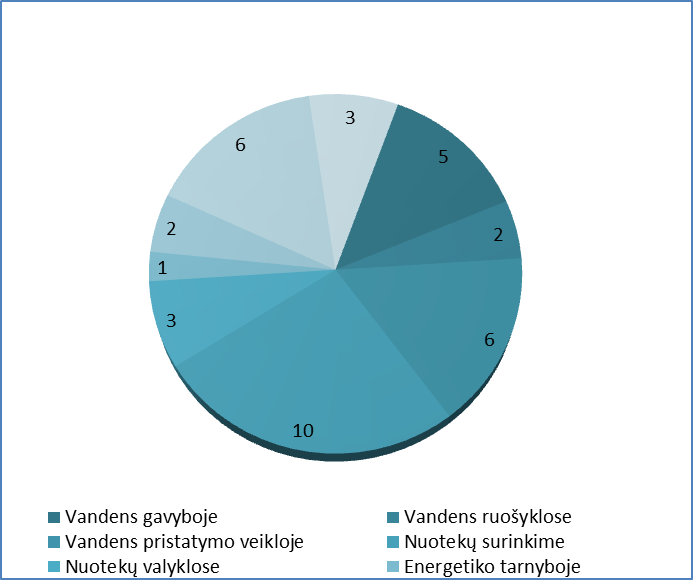 3
6
5
2
2
1
3
6
10
Vandens gavyboje
Vandens ruošyklose
Vandens pristatymo veikloje
Nuotekų surinkime
Nuotekų valyklose
Energetiko tarnyboje